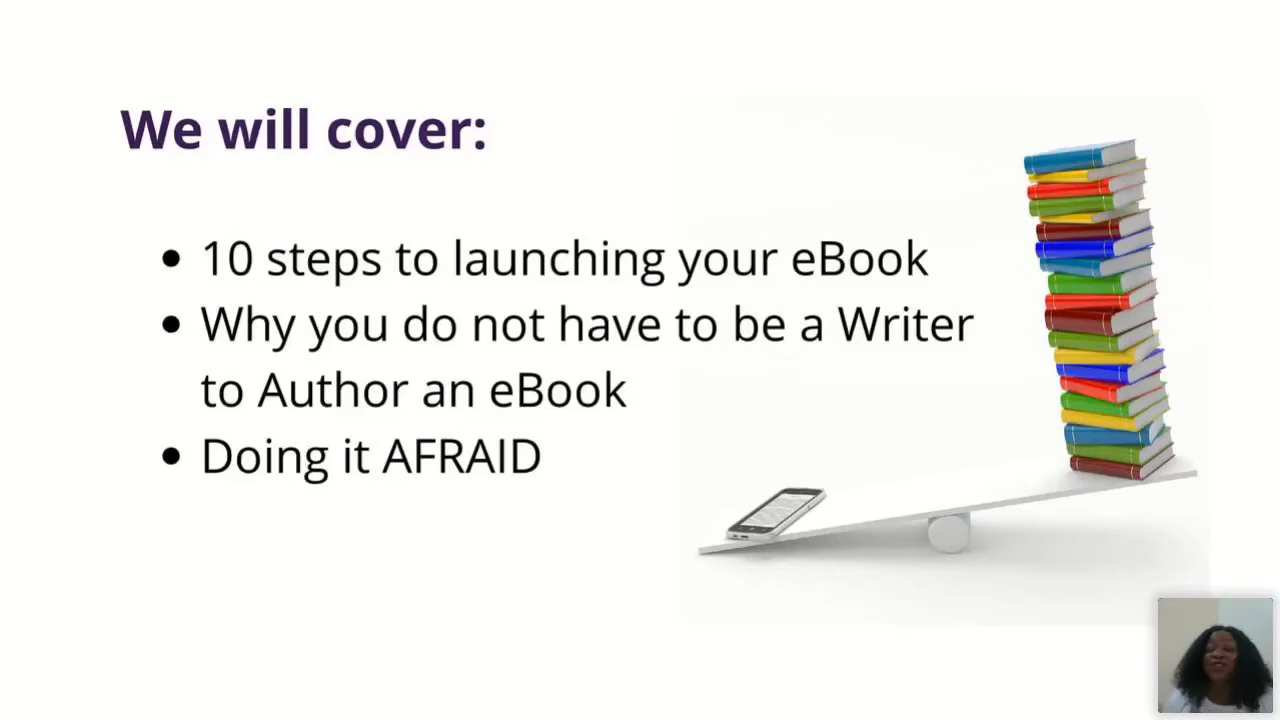 We will cover:
• 10 steps to launching your eBook
• Why you do not have to be a Writer
to Author an eBook
• Doing it AFRAID